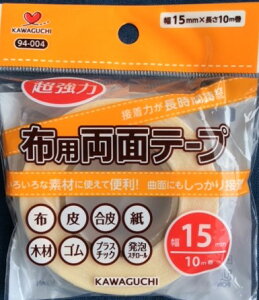 KAWAGUCHI
94-004
幅15mm×長さ10m巻
超強力
接着力が長時間持続
布用両面テープ
いろいろな素材に使えて便利! 曲面にもしっかり接着
布 皮 合皮 紙
木材 ゴム プラスチック 発泡スチロール
幅15mm
10m巻
KAWAGUCHI